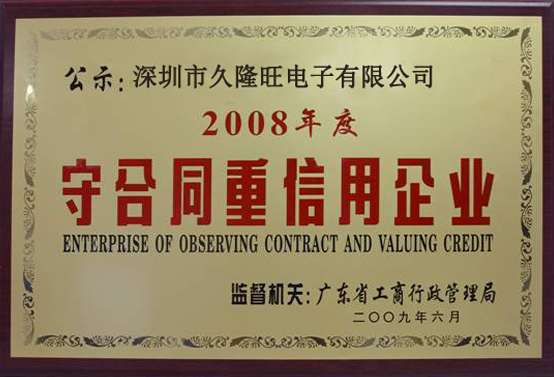 公示:深圳市久隆旺电子有限公司
2008年度
守合同重信用企业
ENTERPRISE OF OBSERVING CONTRACT AND VALUING CREDIT
监督机关:广东省工商行政管理局
二〇〇九年六月